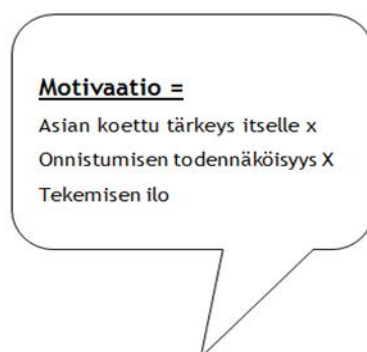 Motivaatio =
Asian koettu tärkeys itselle x
Onnistumisen todennäköisyys X
Tekemisen ilo